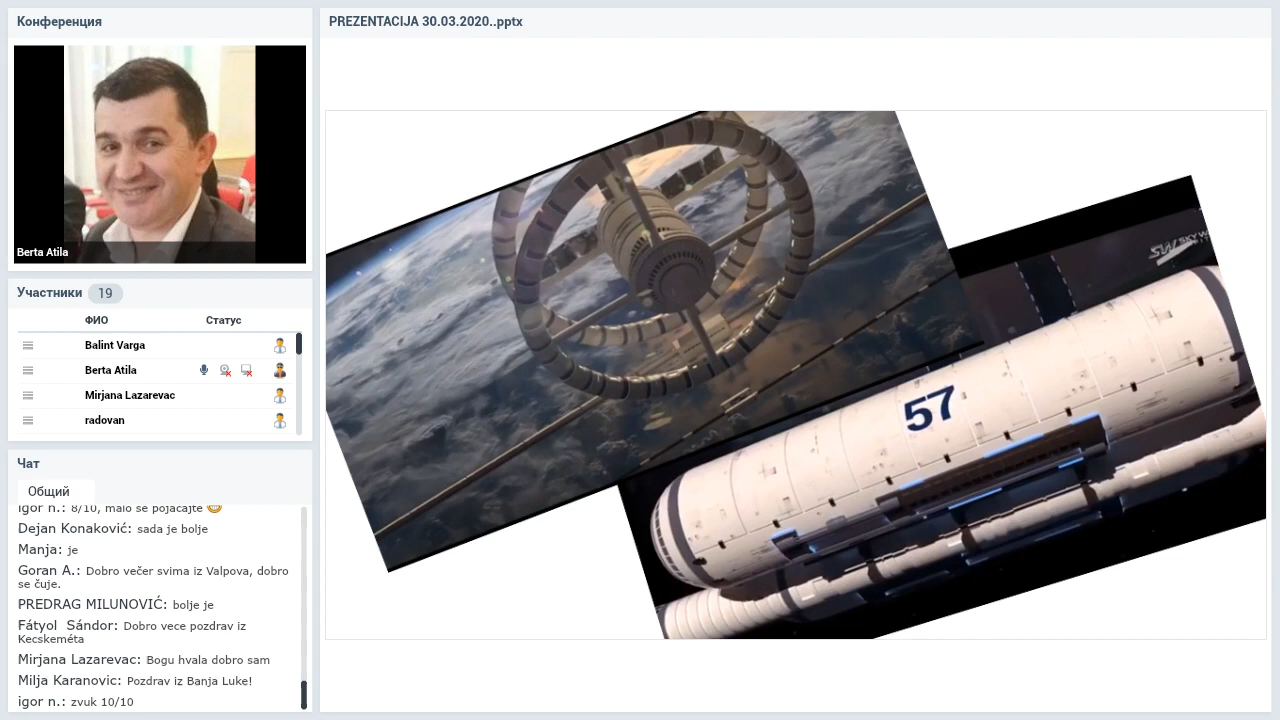 Конференция
Berta Atila
Участники 19
ФИО Статус
Balint Varga
Berta Atila
Mirjana Lazarevac
radovan
Чат
Общий
igor n.: 8/10, malo se pojačajte
Dejan Konaković: sada je bolje
Manja: je
Goran A.: Dobro večer svima iz Valpova, dobro
se čuje.
PREDRAG MILUNOVIĆ: bolje je
Fátyol Sándor: Dobro vece pozdrav iz
Kecskeméta
Mirjana Lazarevac: Bogu hvala dobro sam
Milja Karanovic: Pozdrav iz Banja Luke!
igor n.: zvuk 10/10
PREZENTACIJA 30.03.2020..pptx
SW SKY W
57